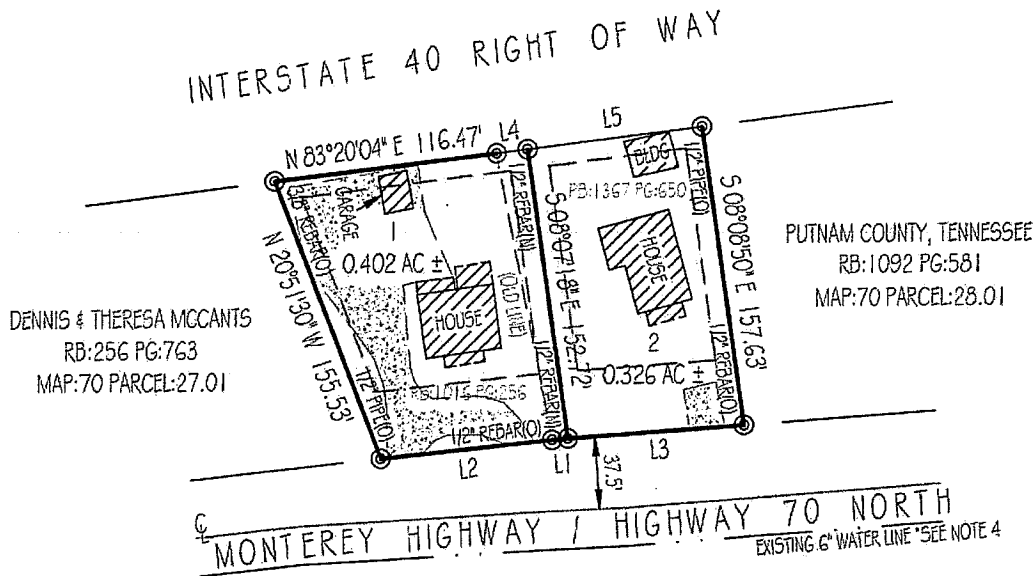 INTERSTATE 40 RIGHT OF WAY
N 83°20'04" E 116.47'
L4
L5
BLDG
PB:1367 PG:650
1/2" PIPE(O)
S 08°08'50" E 157.63'
1/2" REBAR(O)
PUTNAM COUNTY, TENNESSEE
RB:1092 PG:581
MAP:70 PARCEL:28.01
GARAGE
1
0.402 AC ±
HOUSE
(OLD LINE)
1/2" REBAR(N)
S 08°07'18" E 152.72'
1/2" REBAR(N)
HOUSE
2
0.326 AC ±
DENNIS & THERESA MCCANTS
RB:256 PG:763
MAP:70 PARCEL:27.01
REBAR(O)
N 20°51'30" W 155.53'
1/2" PIPE(O)
PG:256
1/2" REBAR(O)
L2
L1
L3
37.5'
CL
MONTEREY HIGHWAY / HIGHWAY 70 NORTH
EXISTING 6" WATER LINE *SEE NOTE 4